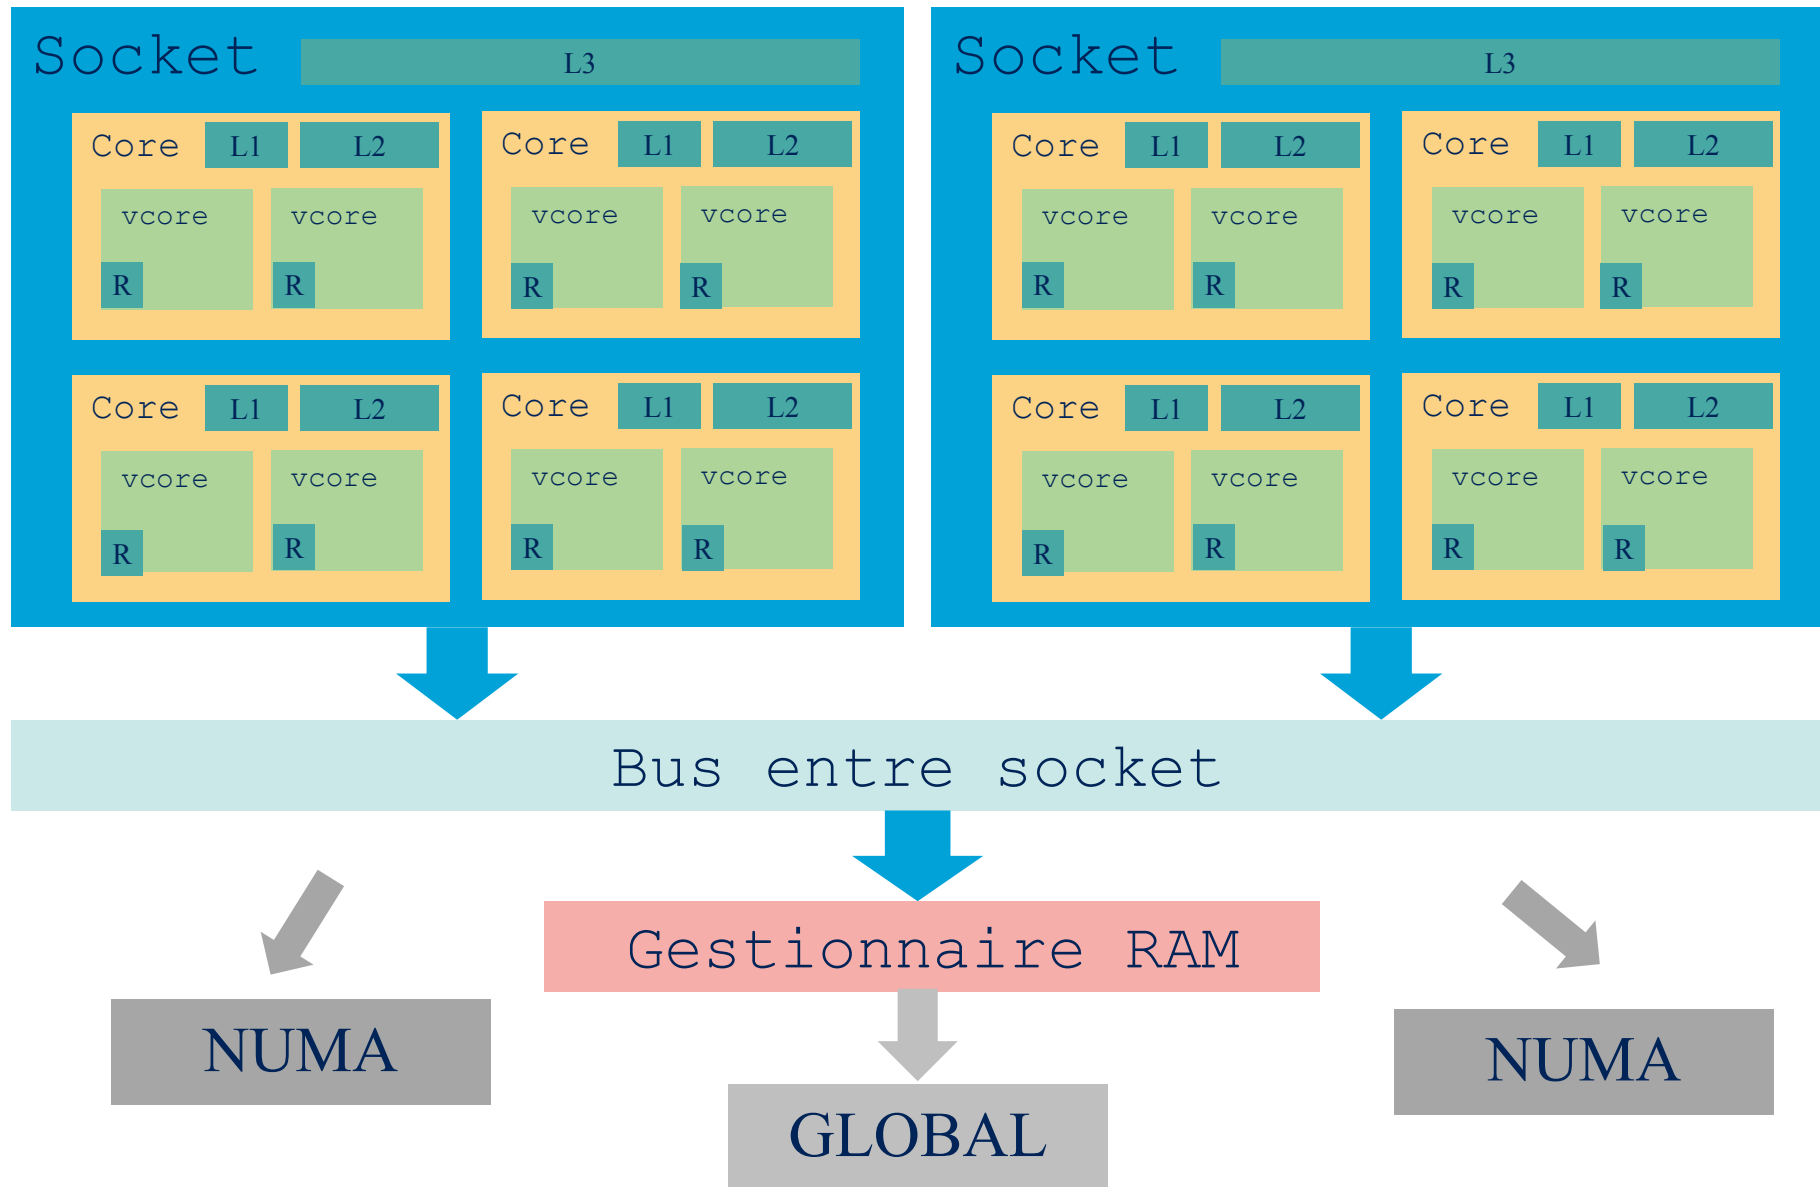 Socket L3
Core L1 L2
vcore vcore
R R
Core L1 L2
vcore vcore
R R
Core L1 L2
vcore vcore
R R
Core L1 L2
vcore vcore
R R
Socket L3
Core L1 L2
vcore vcore
R R
Core L1 L2
vcore vcore
R R
Core L1 L2
vcore vcore
R R
Core L1 L2
vcore vcore
R R
Bus entre socket
Gestionnaire RAM
NUMA
GLOBAL
NUMA